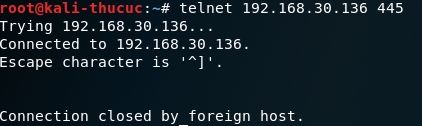 root@kali-thucuc:~# telnet 192.168.30.136 445
Trying 192.168.30.136...
Connected to 192.168.30.136.
Escape character is '^]'.
Connection closed by foreign host.